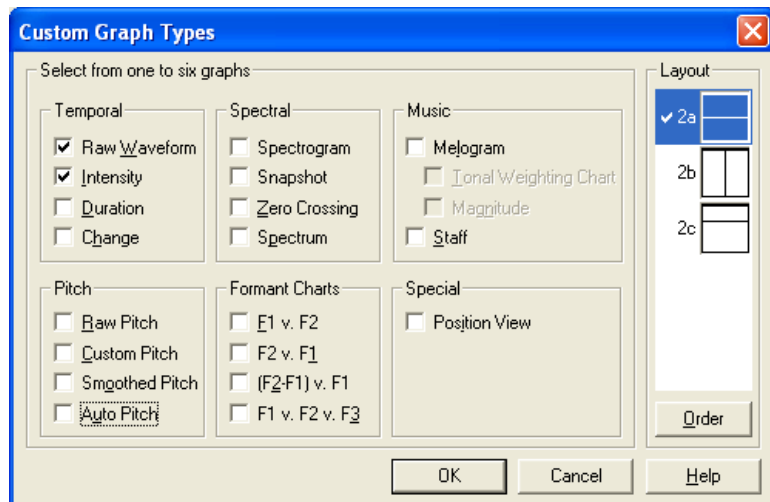 Custom Graph Types
Select from one to six graphs
Temporal
Raw Waveform
Intensity
Duration
Change
Spectral
Spectrogram
Snapshot
Zero Crossing
Spectrum
Music
Melogram
Tonal Weighting Chart
Magnitude
Staff
Pitch
Raw Pitch
Custom Pitch
Smoothed Pitch
Auto Pitch
Formant Charts
F1 v. F2
F2 v. F1
(F2-F1) v. F1
F1 v. F2 v. F3
Special
Position View
Layout
2a
2b
2c
Order
OK
Cancel
Help